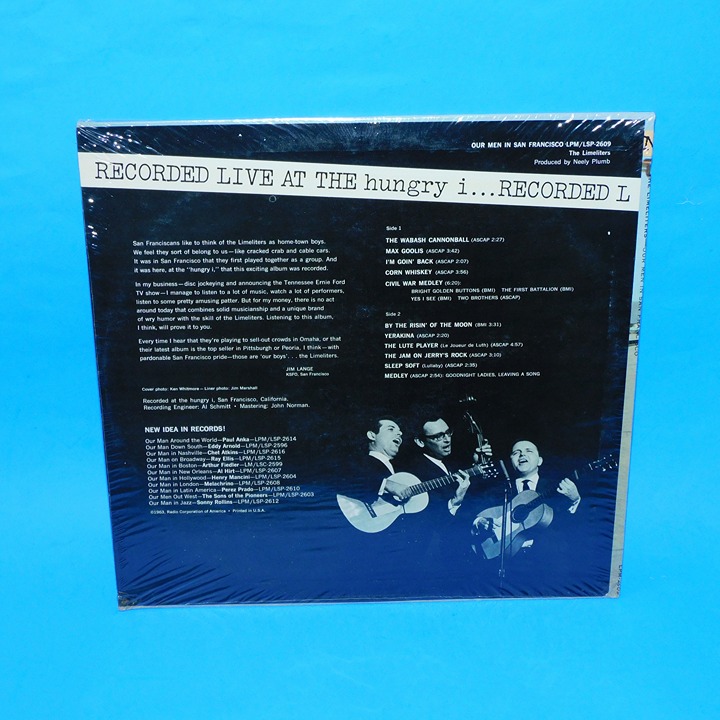 OUR MEN IN SAN FRANCISCO LPM/LSP-2609
The Limeliters
Produced by Neely Plumb
RECORDED LIVE AT THE hungry i...RECORDED L
San Franciscans like to think of the Limeliters as home-town boys.
We feel they sort of belong to us—like cracked crab and cable cars.
It was in San Francisco that they first played together as a group. And
it was here, at the "hungry i," that this exciting album was recorded.
In my business—disc jockeying and announcing the Tennessee Ernie Ford
TV show—I manage to listen to a lot of music, watch a lot of performers,
listen to some pretty amusing patter. But for my money, there is no act
around today that combines solid musicianship and a unique brand
of wry humor with the skill of the Limeliters. Listening to this album,
I think, will prove it to you.
Every time I hear that they're playing to sell-out crowds in Omaha, or that
their latest album is the top seller in Pittsburgh or Peoria, I think—with
pardonable San Francisco pride—those are 'our boys'. . . the Limeliters.
JIM LANGE
KSFO, San Francisco
Cover photo: Ken Whitmore—Liner photo: Jim Marshall
Recorded at the hungry i, San Francisco, California.
Recording Engineer: Al Schmitt • Mastering: John Norman.
NEW IDEA IN RECORDS!
Our Man Around the World—Paul Anka—LPM/LSP-2614
Our Man Down South—Eddy Arnold—LPM/LSP-2596
Our Man in Nashville—Chet Atkins—LPM/LSP-2616
Our Man on Broadway—Ray Ellis—LPM/LSP-2615
Our Man in Boston—Arthur Fiedler—LM/LSC-2599
Our Man in New Orleans—Al Hirt—LPM/LSP-2607
Our Man in Hollywood—Henry Mancini—LPM/LSP-2604
Our Man in London—Melachrino—LPM/LSP-2608
Our Man in Latin America—Perez Prado—LPM/LSP-2610
Our Men Out West—The Sons of the Pioneers—LPM/LSP-2603
Our Man in Jazz—Sonny Rollins—LPM/LSP-2612
©1963, Radio Corporation of America • Printed in U.S.A.
Side 1
THE WABASH CANNONBALL (ASCAP 2:27)
MAX GOOLIS (ASCAP 3:42)
I'M GOIN' BACK (ASCAP 2:07)
CORN WHISKEY (ASCAP 3:56)
CIVIL WAR MEDLEY (6:20):
BRIGHT GOLDEN BUTTONS (BMI) THE FIRST BATTALION (BMI)
YES I SEE (BMI) TWO BROTHERS (ASCAP)
Side 2
BY THE RISIN' OF THE MOON (BMI 3:31)
YERAKINA (ASCAP 2:20)
THE LUTE PLAYER (Le Joueur de Luth) (ASCAP 4:57)
THE JAM ON JERRY'S ROCK (ASCAP 3:10)
SLEEP SOFT (Lullaby) (ASCAP 2:35)
MEDLEY (ASCAP 2:54): GOODNIGHT LADIES, LEAVING A SONG